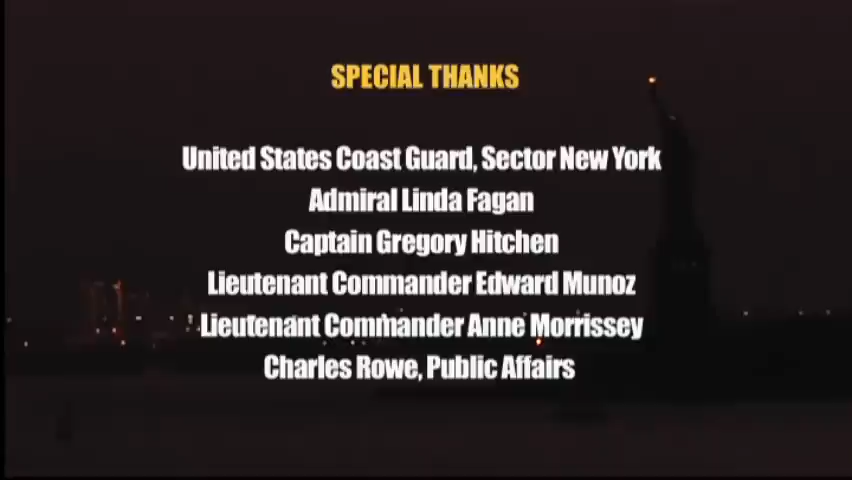 SPECIAL THANKS
United States Coast Guard, Sector New York
Admiral Linda Fagan
Captain Gregory Hitchen
Lieutenant Commander Edward Munoz
Lieutenant Commander Anne Morrissey
Charles Rowe, Public Affairs